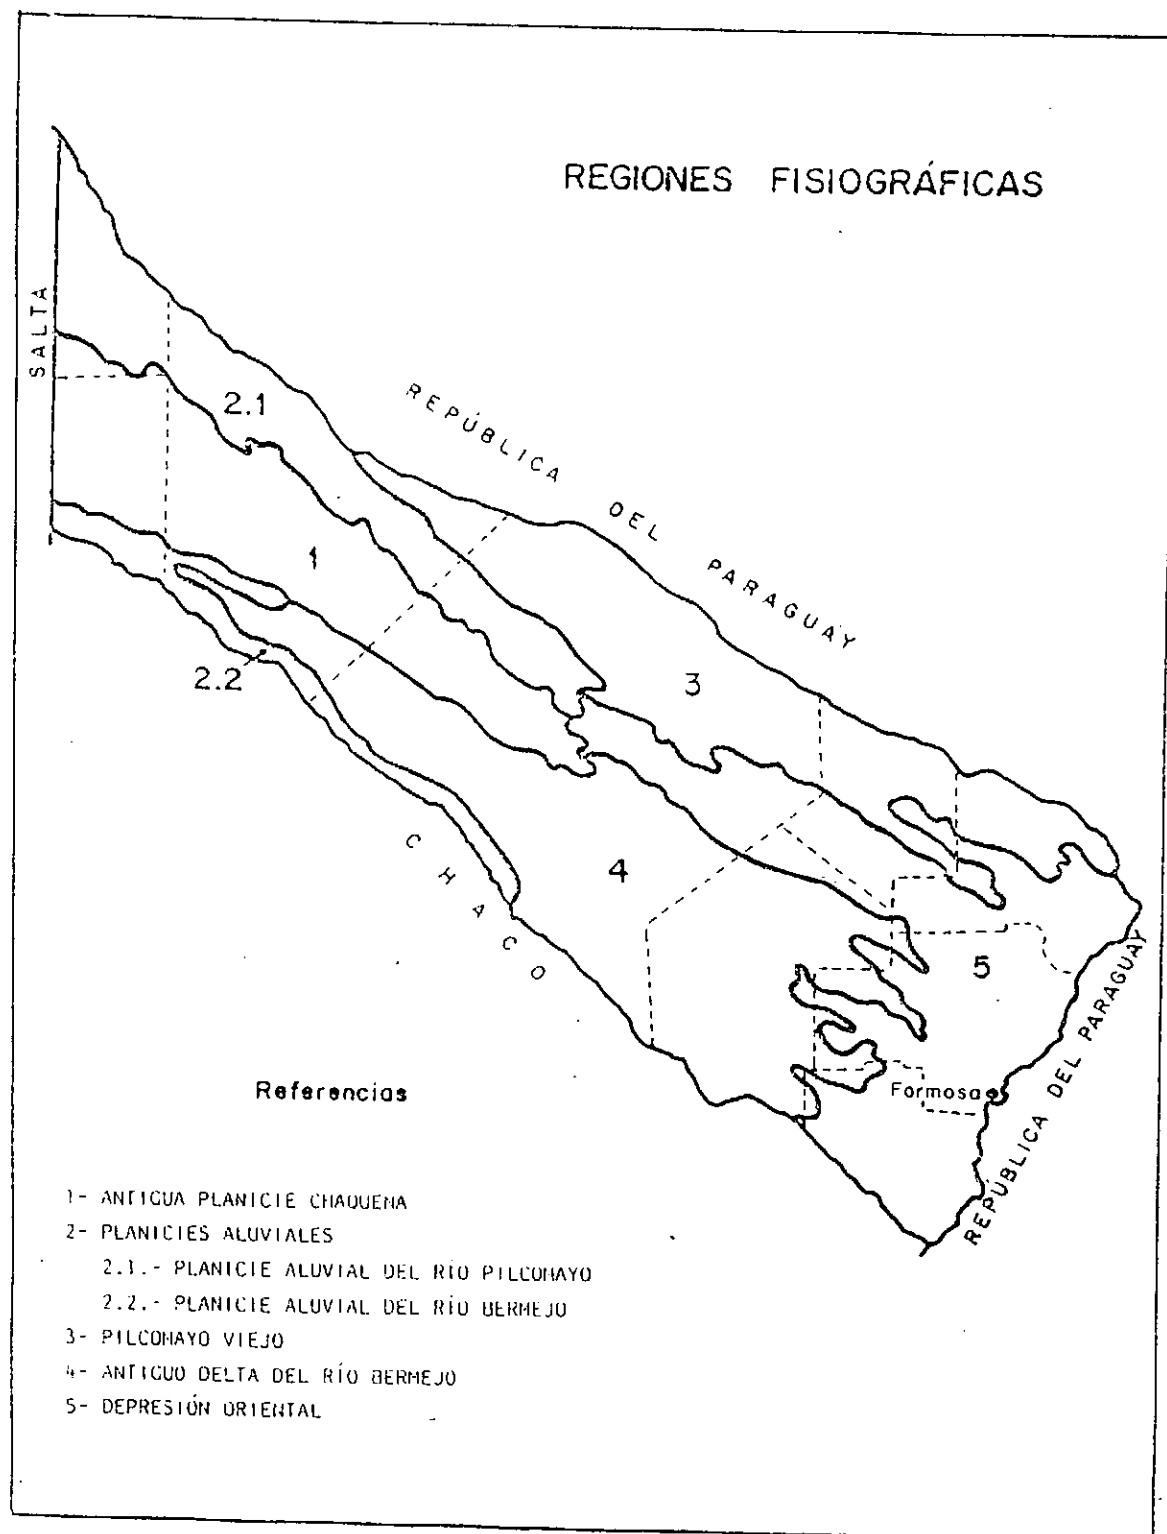 REGIONES FISIOGRÁFICAS
SALTA
2.1
REPÚBLICA DEL PARAGUAY
1
2.2
3
CHACO
4
5
Formosa
REPÚBLICA DEL PARAGUAY
Referencias
1- ANTIGUA PLANICIE CHAQUENA
2- PLANICIES ALUVIALES
2.1.- PLANICIE ALUVIAL DEL RÍO PILCOMAYO
2.2.- PLANICIE ALUVIAL DEL RÍO BERMEJO
3- PILCOMAYO VIEJO
4- ANTIGUO DELTA DEL RÍO BERMEJO
5- DEPRESIÓN ORIENTAL